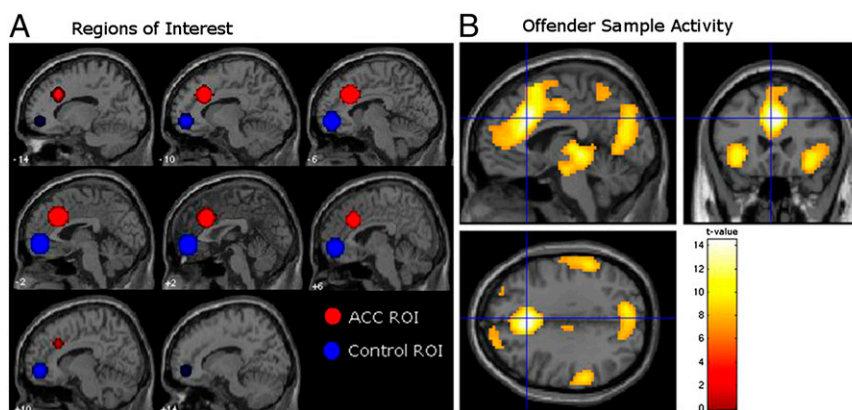 A
Regions of Interest
-14
-10
-6
-2
+2
+6
+10
+14
ACC ROI
Control ROI
B
Offender Sample Activity
t-value
14
12
10
8
6
4
2
0